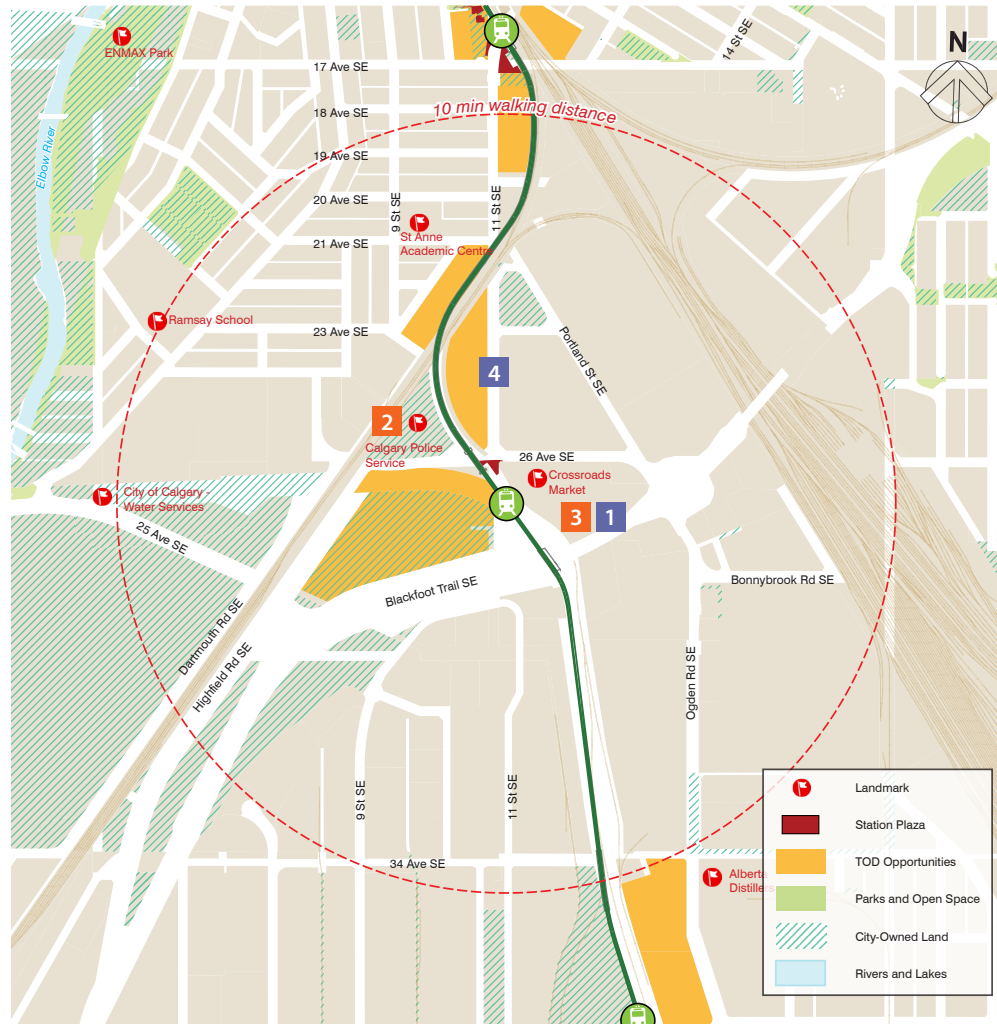 ENMAX Park
14 St SE
N
17 Ave SE
10 min walking distance
18 Ave SE
Elbow River
19 Ave SE
20 Ave SE
9 St SE
11 St SE
St Anne
Academic Centr
21 Ave SE
Ramsay School
23 Ave SE
Portland St SE
4
2
Calgary Police
Service
26 Ave SE
Crossroads
Market
City of Calgary -
Water Services
3
1
25 Ave SE
Bonnybrook Rd SE
Blackfoot Trail SE
Dartmouth Rd SE
Highfield Rd SE
Ogden Rd SE
9 St SE
11 St SE
34 Ave SE
Alberta
Distillers
Landmark
Station Plaza
TOD Opportunities
Parks and Open Space
City-Owned Land
Rivers and Lakes